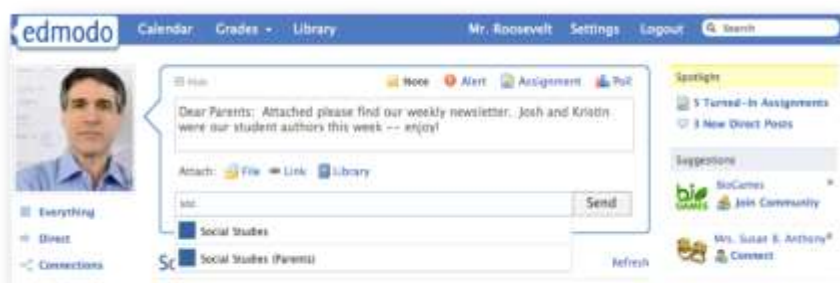 edmodo Calendar Grades Library Mr. Roosevelt Settings Logout Search
Note Alert Assignment Poll
Dear Parents: Attached please find our weekly newsletter. Josh and Kristin
were our student authors this week -- enjoy!
Attach: File Link Library
soc Send
Social Studies
Social Studies (Parents)
Refresh
Everything
Direct
Connections
Spotlight
5 Turned-In Assignments
3 New Direct Posts
Suggestions
bio GAMES
BioGames
Join Community
Mrs. Susan B. Anthony
Connect